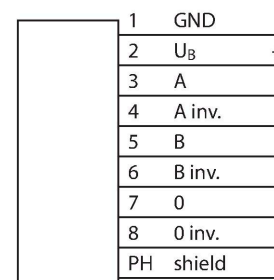 1 GND
2 U_B
3 A
4 A inv.
5 B
6 B inv.
7 0
8 0 inv.
PH shield